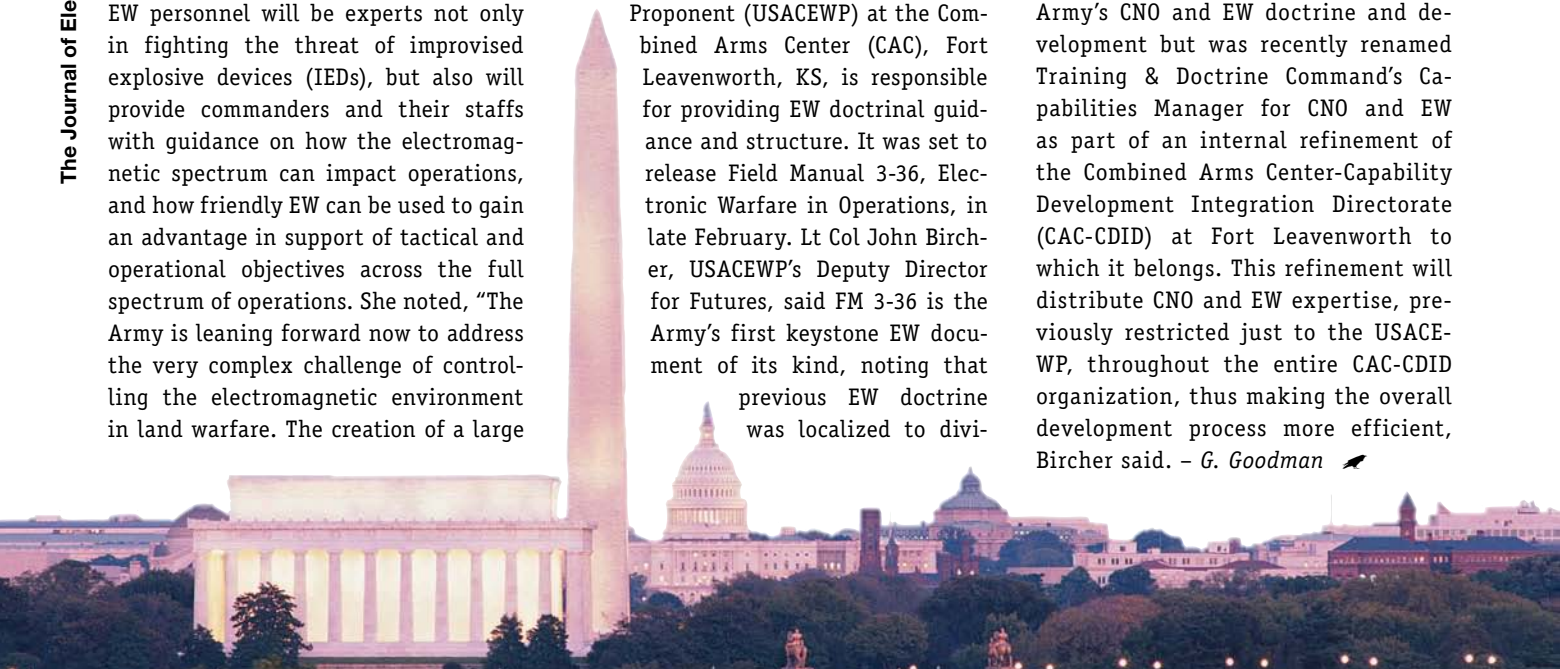 The Journal of Ele
EW personnel will be experts not only
in fighting the threat of improvised
explosive devices (IEDs), but also will
provide commanders and their staffs
with guidance on how the electromag-
netic spectrum can impact operations,
and how friendly EW can be used to gain
an advantage in support of tactical and
operational objectives across the full
spectrum of operations. She noted, “The
Army is leaning forward now to address
the very complex challenge of control-
ling the electromagnetic environment
in land warfare. The creation of a large
Proponent (USACEWP) at the Com-
bined Arms Center (CAC), Fort
Leavenworth, KS, is responsible
for providing EW doctrinal guid-
ance and structure. It was set to
release Field Manual 3-36, Elec-
tronic Warfare in Operations, in
late February. Lt Col John Birch-
er, USACEWP’s Deputy Director
for Futures, said FM 3-36 is the
Army’s first keystone EW docu-
ment of its kind, noting that
previous EW doctrine
was localized to divi-
Army’s CNO and EW doctrine and de-
velopment but was recently renamed
Training & Doctrine Command’s Ca-
pabilities Manager for CNO and EW
as part of an internal refinement of
the Combined Arms Center-Capability
Development Integration Directorate
(CAC-CDID) at Fort Leavenworth to
which it belongs. This refinement will
distribute CNO and EW expertise, pre-
viously restricted just to the USACE-
WP, throughout the entire CAC-CDID
organization, thus making the overall
development process more efficient,
Bircher said. – G. Goodman